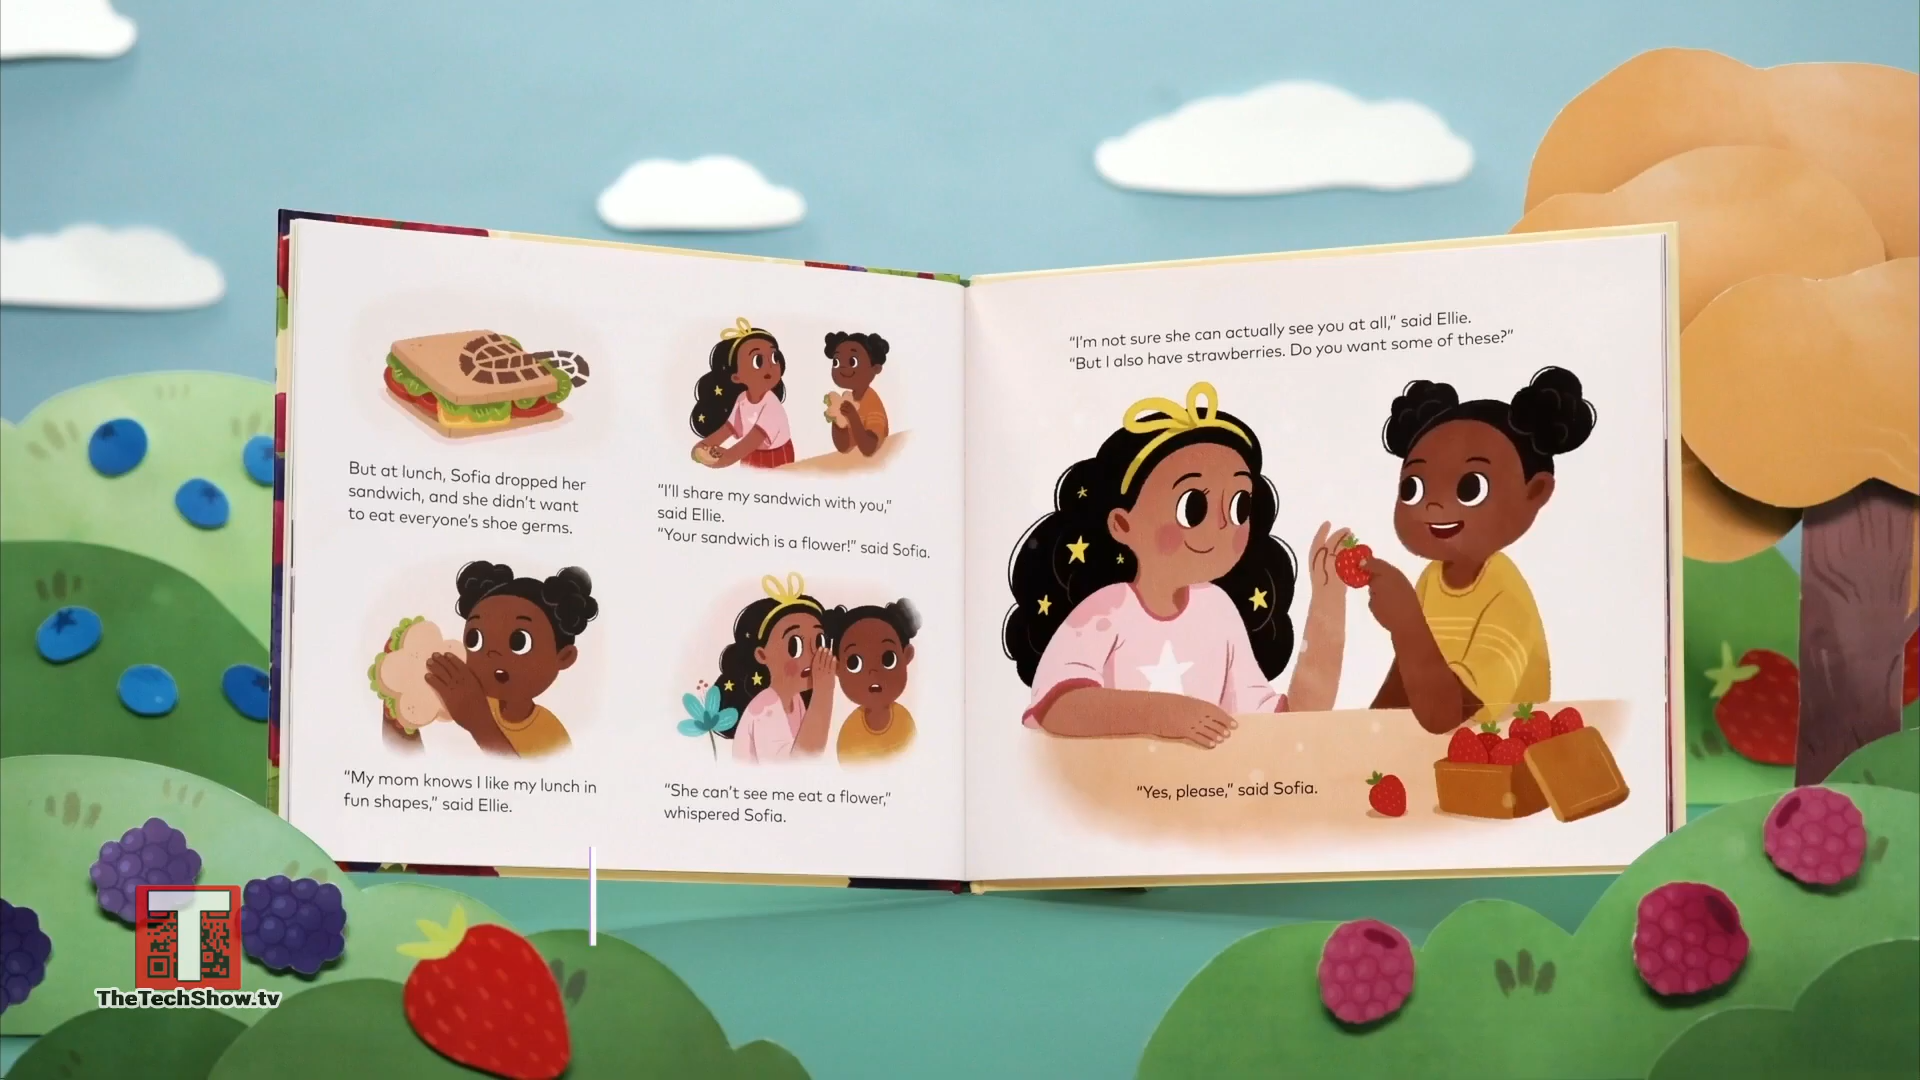 But at lunch, Sofia dropped her
sandwich, and she didn't want
to eat everyone's shoe germs.
"I'll share my sandwich with you,"
said Ellie.
"Your sandwich is a flower!" said Sofia.
"My mom knows I like my lunch in
fun shapes," said Ellie.
"She can't see me eat a flower,"
whispered Sofia.
"I'm not sure she can actually see you at all," said Ellie.
"But I also have strawberries. Do you want some of these?"
"Yes, please," said Sofia.
T
TheTechShow.tv